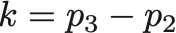 k = p₃ − p₂